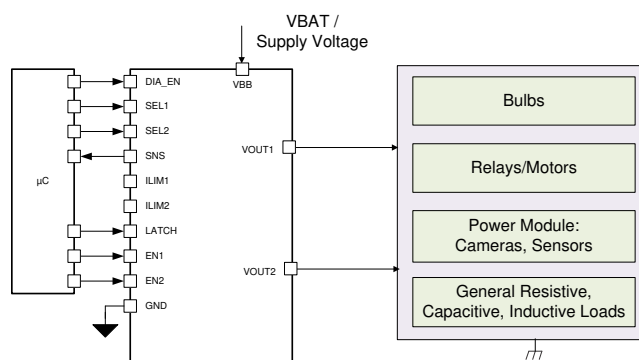 VBAT /
Supply Voltage
µC
DIA_EN
SEL1
SEL2
SNS
ILIM1
ILIM2
LATCH
EN1
EN2
GND
VBB
VOUT1
VOUT2
Bulbs
Relays/Motors
Power Module:
Cameras, Sensors
General Resistive,
Capacitive, Inductive Loads